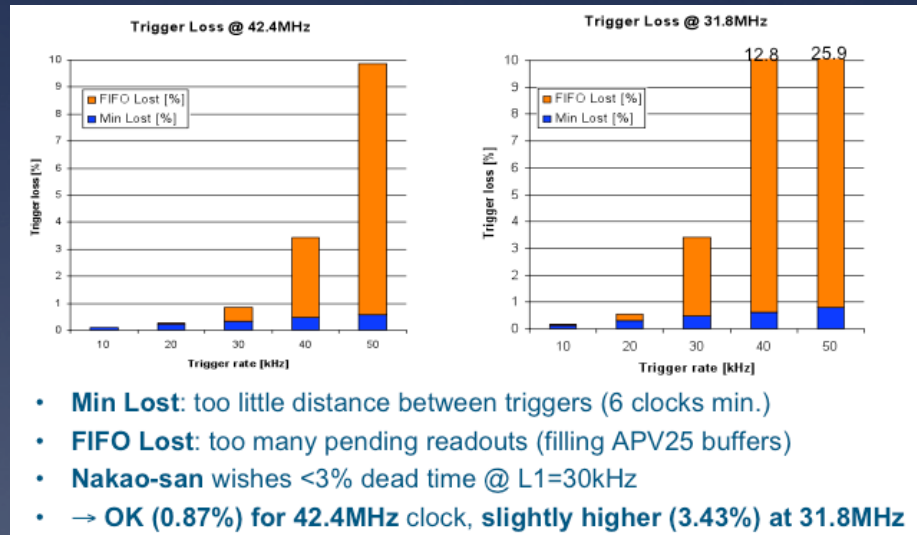 Trigger Loss @ 42.4MHz
10
9
8
7
6
5
4
3
2
1
0
Trigger loss [%]
FIFO Lost [%]
Min Lost [%]
10 20 30 40 50
Trigger rate [kHz]
Trigger Loss @ 31.8MHz
12.8 25.9
10
9
8
7
6
5
4
3
2
1
0
Trigger loss [%]
FIFO Lost [%]
Min Lost [%]
10 20 30 40 50
Trigger rate [kHz]
• Min Lost: too little distance between triggers (6 clocks min.)
• FIFO Lost: too many pending readouts (filling APV25 buffers)
• Nakao-san wishes <3% dead time @ L1=30kHz
• → OK (0.87%) for 42.4MHz clock, slightly higher (3.43%) at 31.8MHz